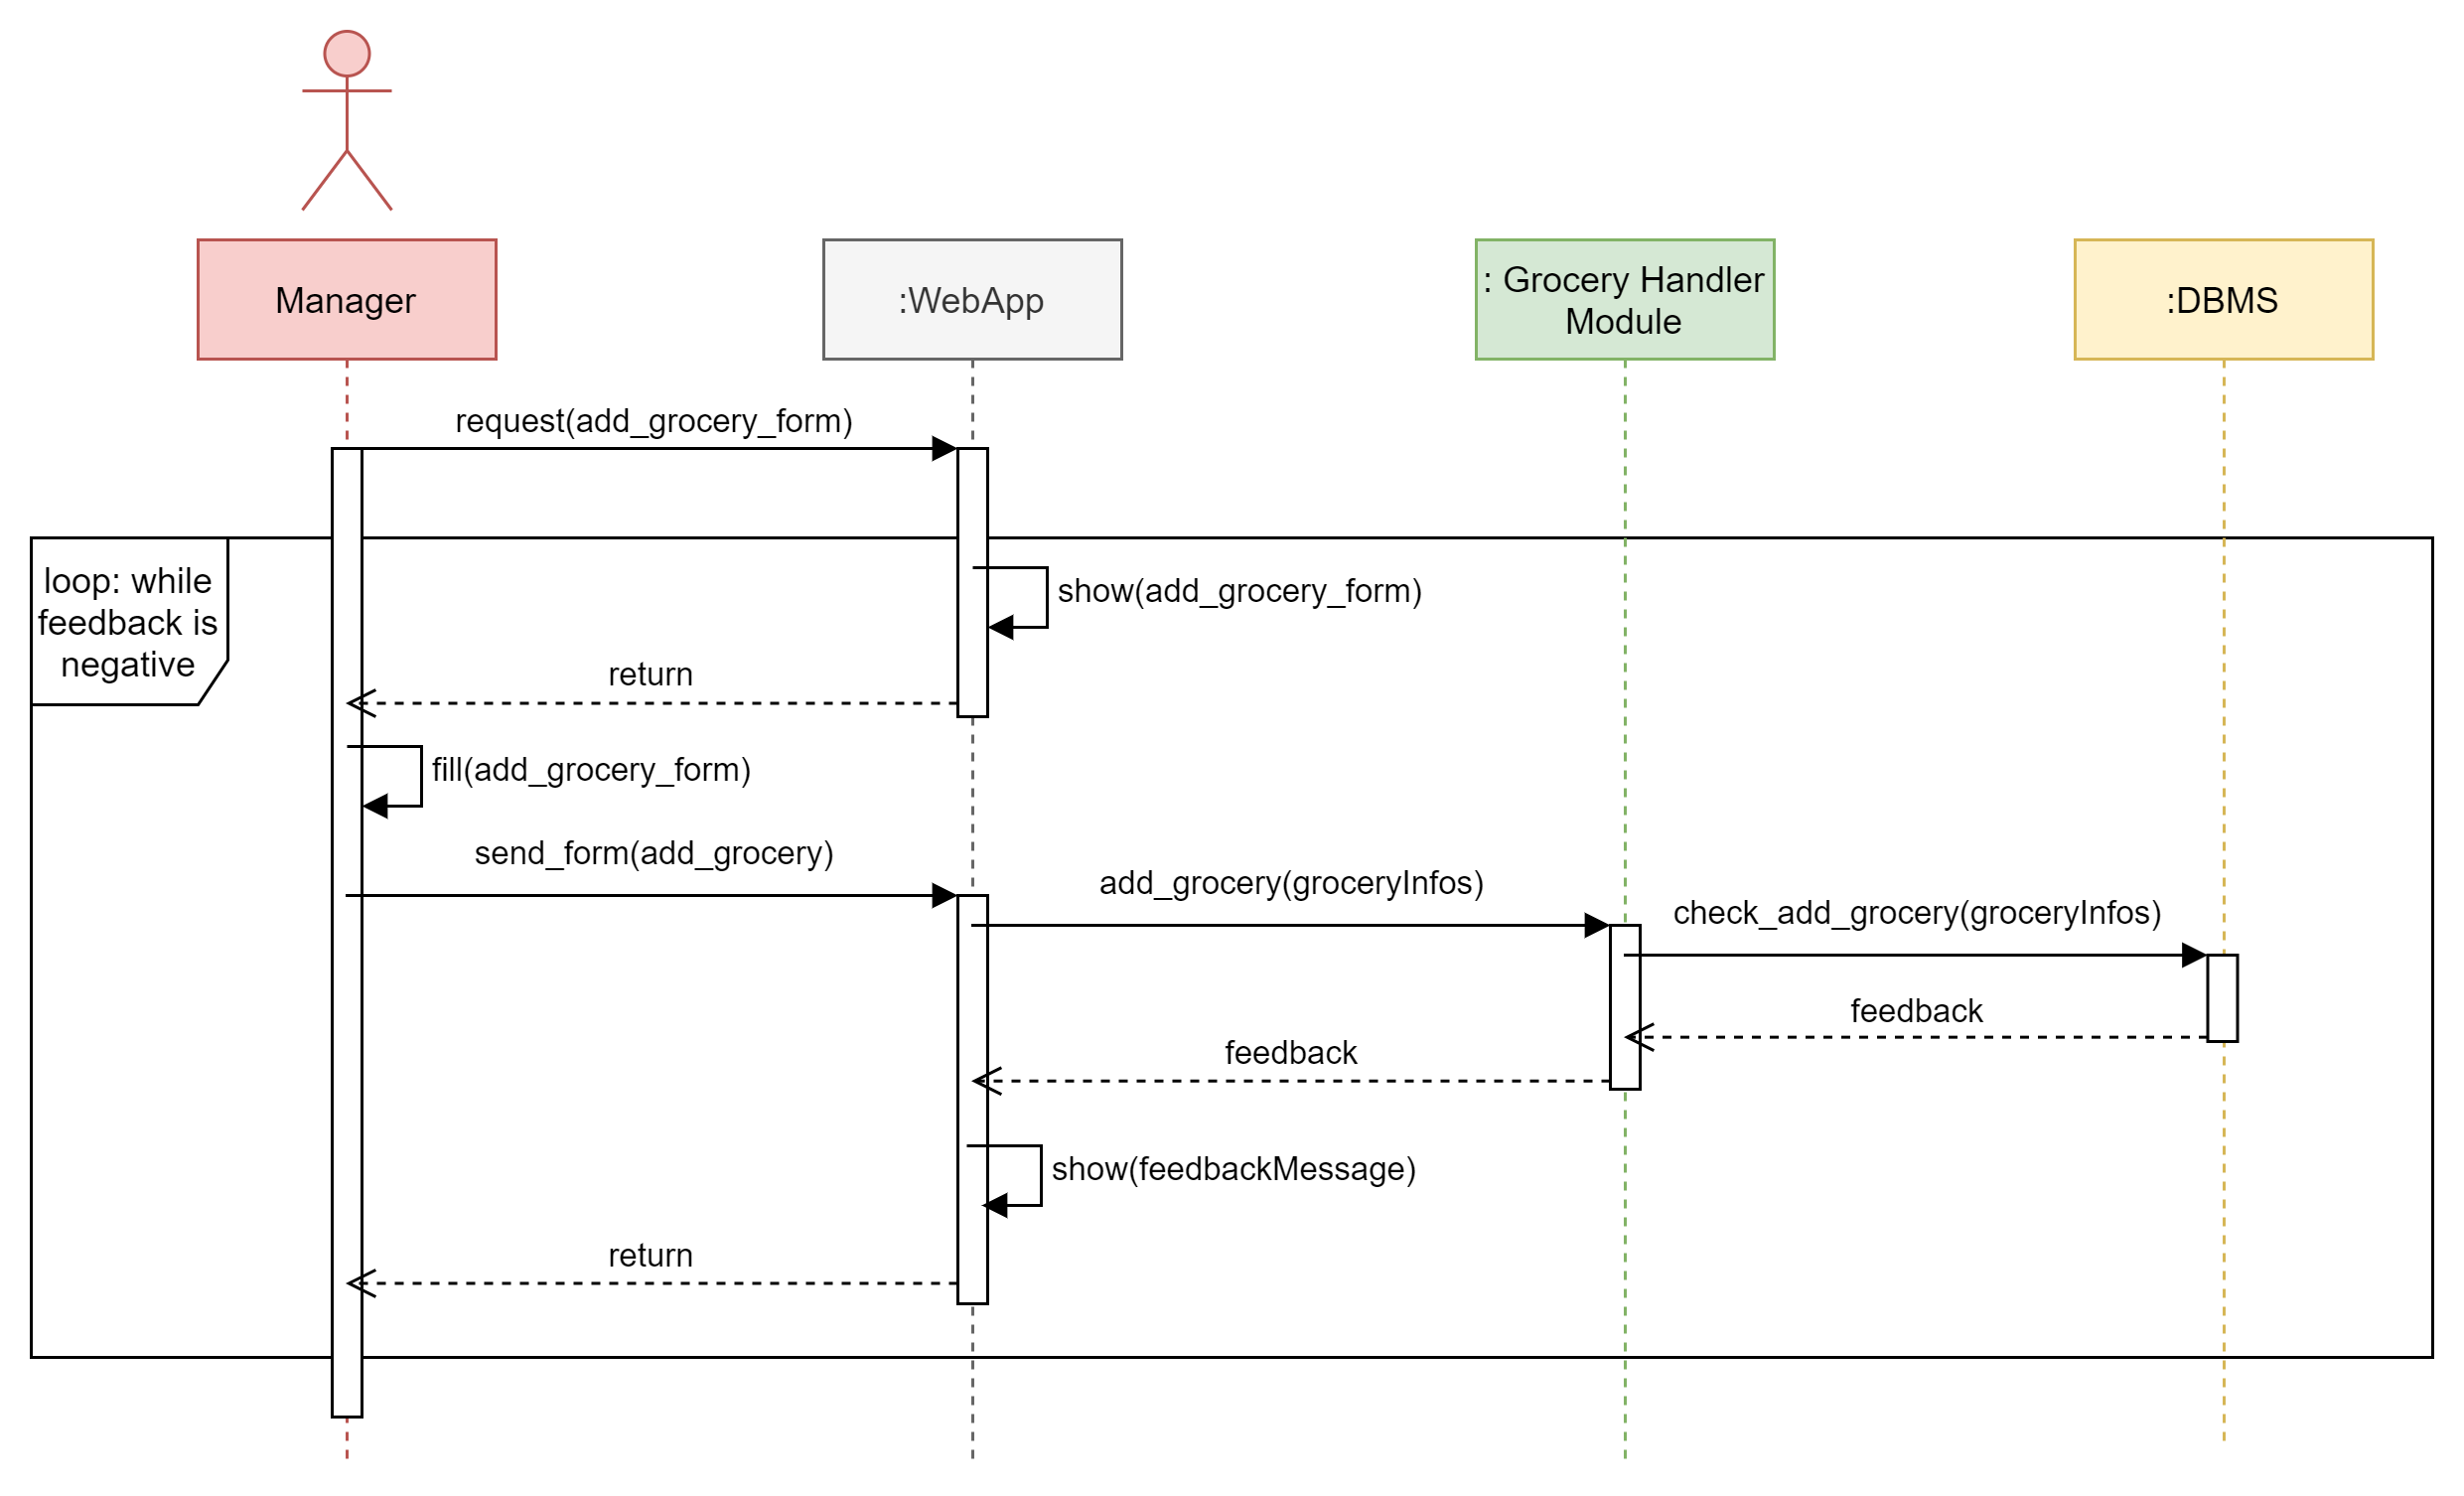 Manager
:WebApp
: Grocery Handler
Module
:DBMS
request(add_grocery_form)
loop: while
feedback is
negative
show(add_grocery_form)
return
fill(add_grocery_form)
send_form(add_grocery)
add_grocery(groceryInfos)
check_add_grocery(groceryInfos)
feedback
feedback
show(feedbackMessage)
return